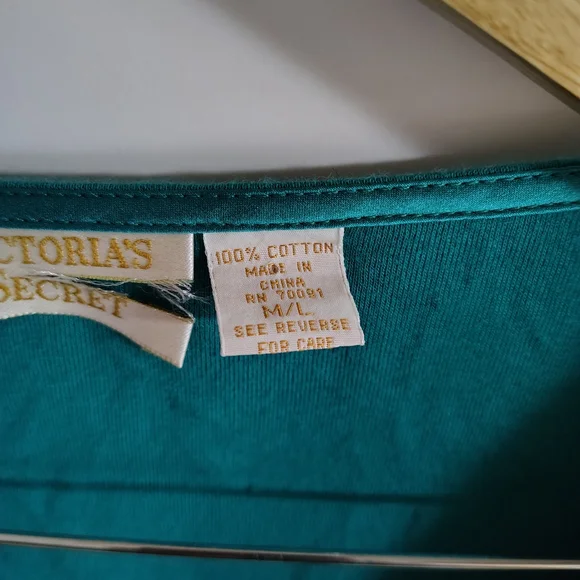 CTORIA'S
SECRET
100% COTTON
MADE IN
CHINA
RN 70091
M/L
SEE REVERSE
FOR CARE